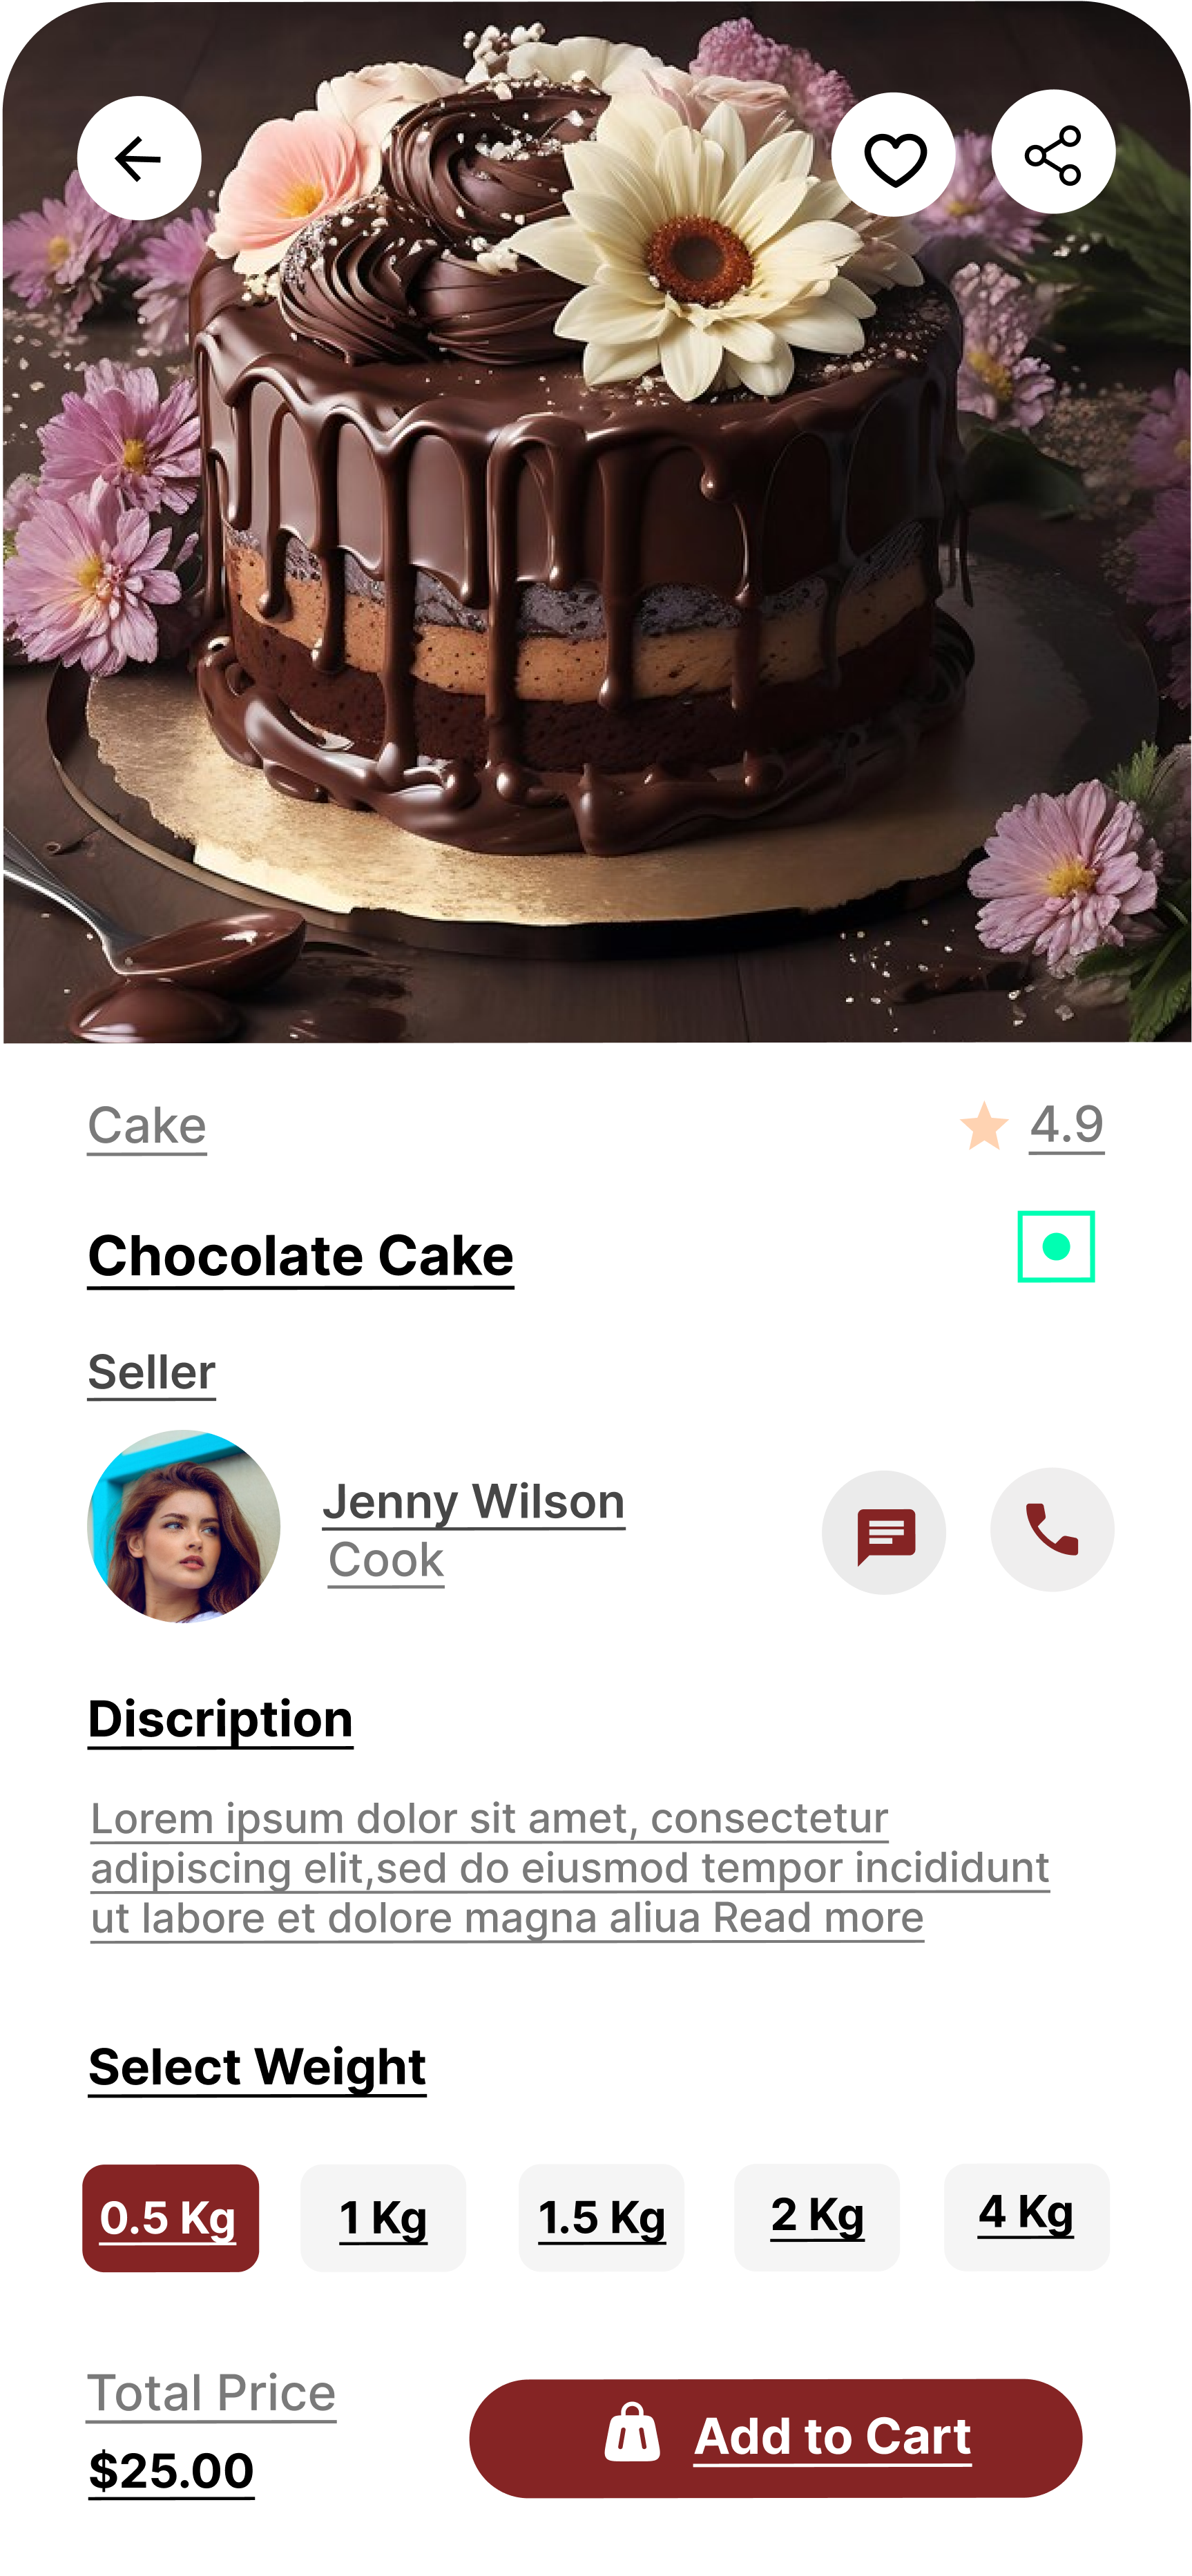 Cake
4.9
Chocolate Cake
Seller
Jenny Wilson
Cook
Discription
Lorem ipsum dolor sit amet, consectetur
adipiscing elit,sed do eiusmod tempor incididunt
ut labore et dolore magna aliua Read more
Select Weight
0.5 Kg
1 Kg
1.5 Kg
2 Kg
4 Kg
Total Price
$25.00
Add to Cart